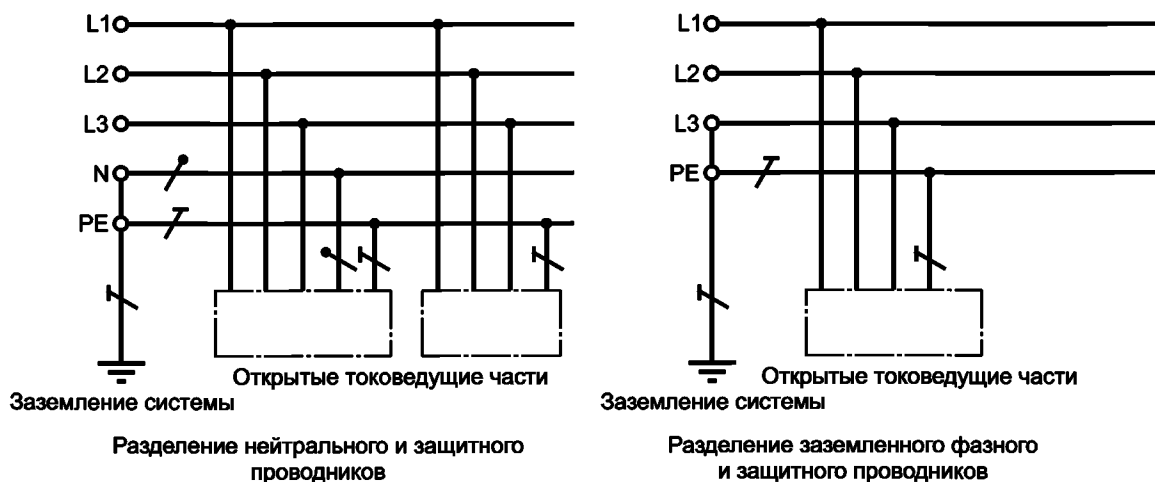 L1
L2
L3
N
PE
Открытые токоведущие части
Заземление системы
Разделение нейтрального и защитного
проводников
L1
L2
L3
PE
Открытые токоведущие части
Заземление системы
Разделение заземленного фазного
и защитного проводников